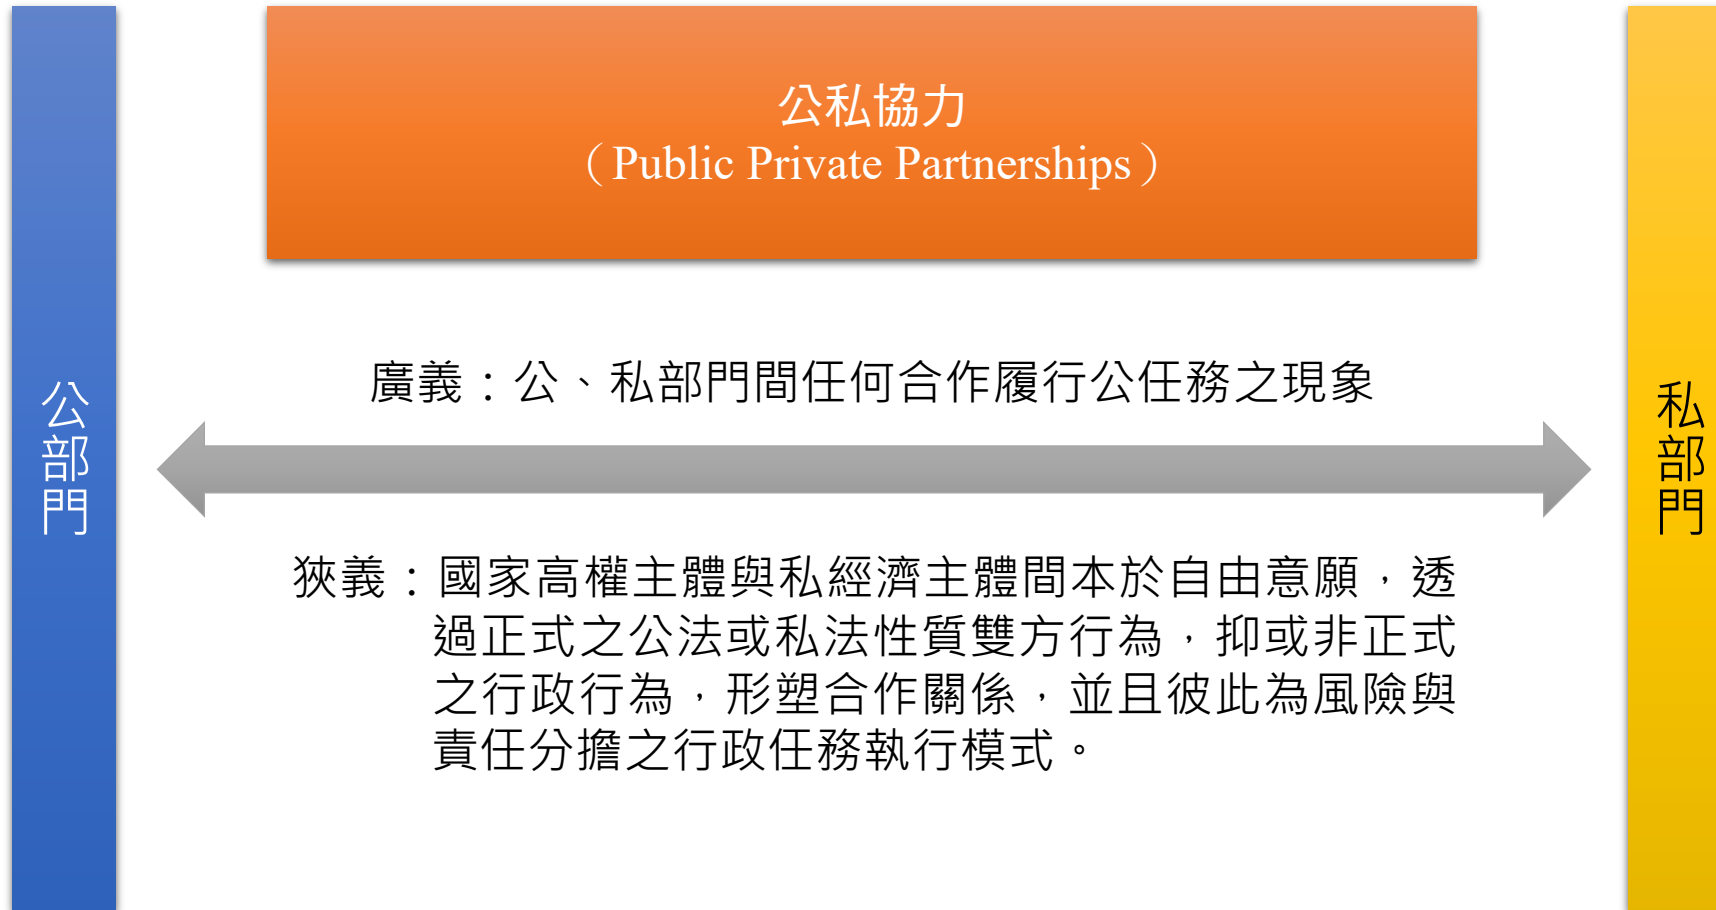 公私協力
（Public Private Partnerships）
公部門
廣義：公、私部門間任何合作履行公任務之現象
狹義：國家高權主體與私經濟主體間本於自由意願，透
過正式之公法或私法性質雙方行為，抑或非正式
之行政行為，形塑合作關係，並且彼此為風險與
責任分擔之行政任務執行模式。
私部門